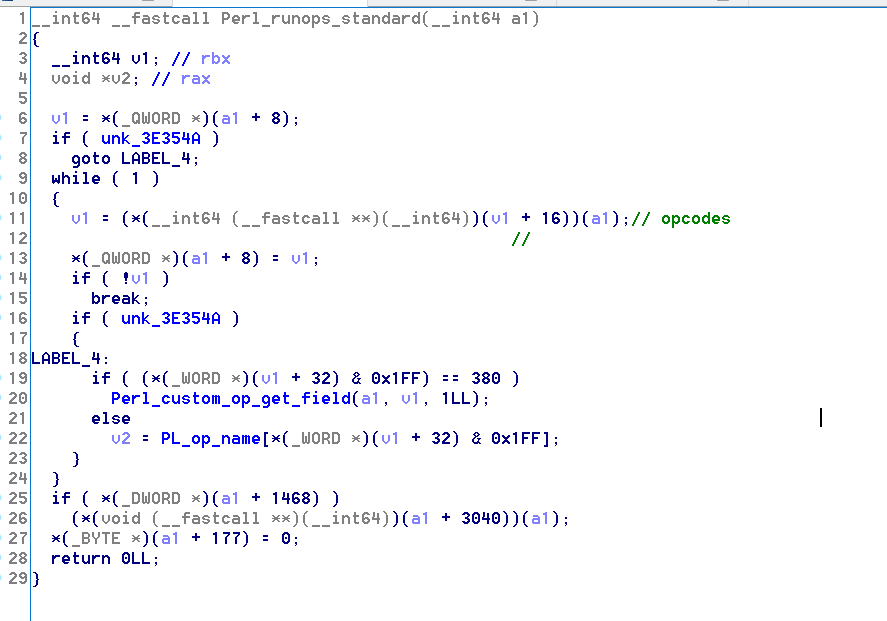 1 __int64 __fastcall Perl_runops_standard(__int64 a1)
2 {
3   __int64 v1; // rbx
4   void *v2; // rax
5
6   v1 = *(_QWORD *)(a1 + 8);
7   if ( unk_3E354A )
8     goto LABEL_4;
9   while ( 1 )
10   {
11     v1 = (*(__int64 (__fastcall **)(__int64))(v1 + 16))(a1);// opcodes
12                                                 //
13     *(_QWORD *)(a1 + 8) = v1;
14     if ( !v1 )
15       break;
16     if ( unk_3E354A )
17     {
18 LABEL_4:
19       if ( (*(_WORD *)(v1 + 32) & 0x1FF) == 380 )
20         Perl_custom_op_get_field(a1, v1, 1LL);
21       else
22         v2 = PL_op_name[*(_WORD *)(v1 + 32) & 0x1FF];
23     }
24   }
25   if ( *(_DWORD *)(a1 + 1468) )
26     (*(void (__fastcall **)(__int64))(a1 + 3040))(a1);
27   *(_BYTE *)(a1 + 177) = 0;
28   return 0LL;
29 }